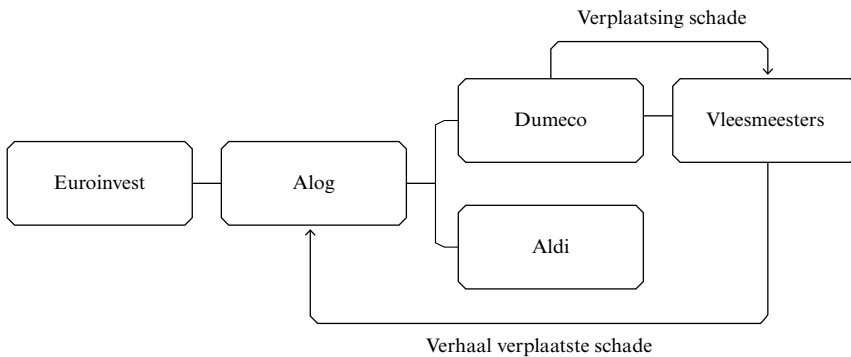 Verplaatsing schade
Dumeco
Vleesmeesters
Euroinvest
Alog
Aldi
Verhaal verplaatste schade